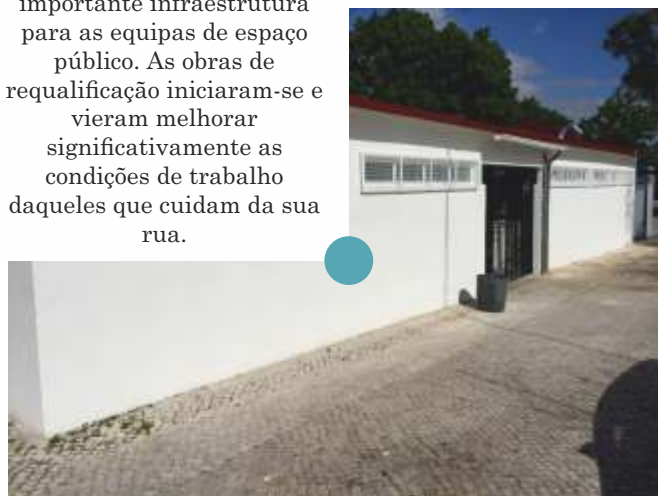 importante infraestrutura
para as equipas de espaço
público. As obras de
requalificação iniciaram-se e
vieram melhorar
significativamente as
condições de trabalho
daqueles que cuidam da sua
rua.